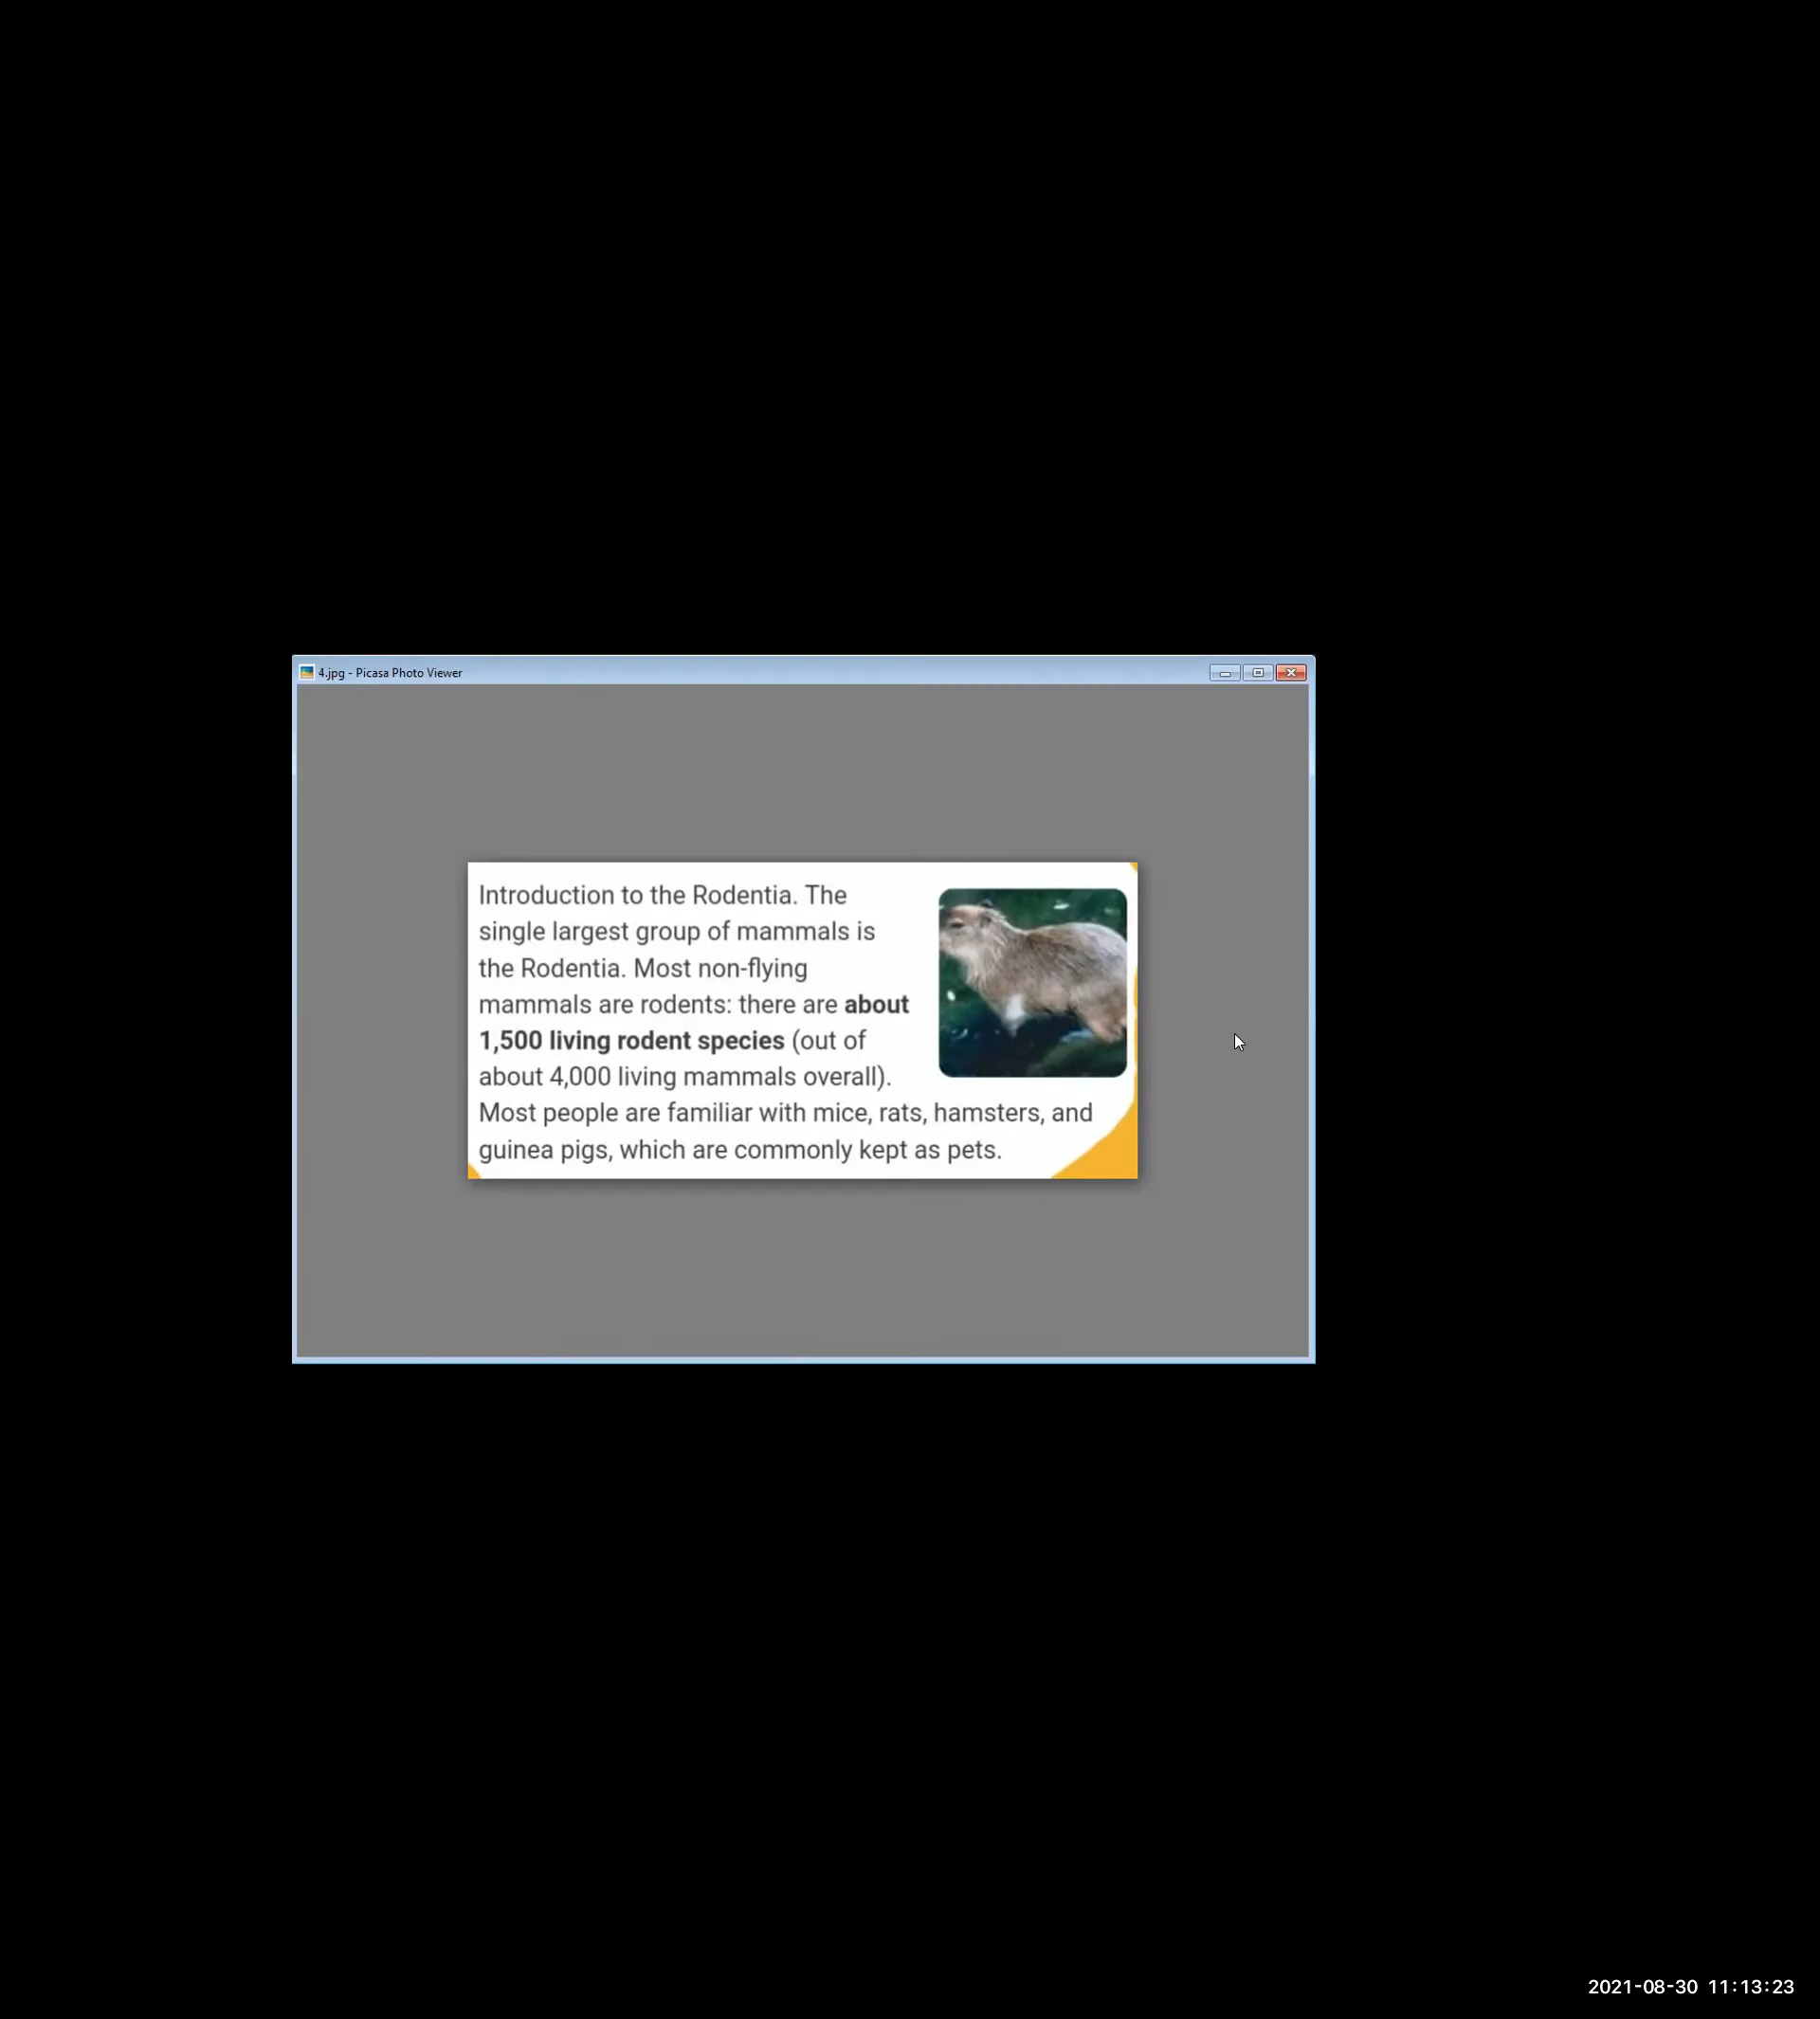 4.jpg - Picasa Photo Viewer
Introduction to the Rodentia. The
single largest group of mammals is
the Rodentia. Most non-flying
mammals are rodents: there are about
1,500 living rodent species (out of
about 4,000 living mammals overall).
Most people are familiar with mice, rats, hamsters, and
guinea pigs, which are commonly kept as pets.
2021-08-30 11:13:23